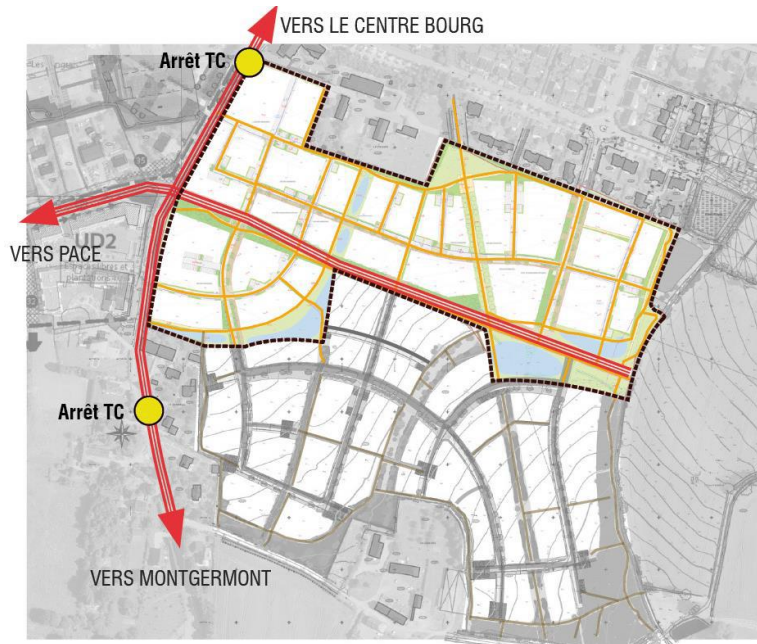 VERS LE CENTRE BOURG
Arrêt TC
VERS PACE
UD2
Arrêt TC
VERS MONTGERMONT